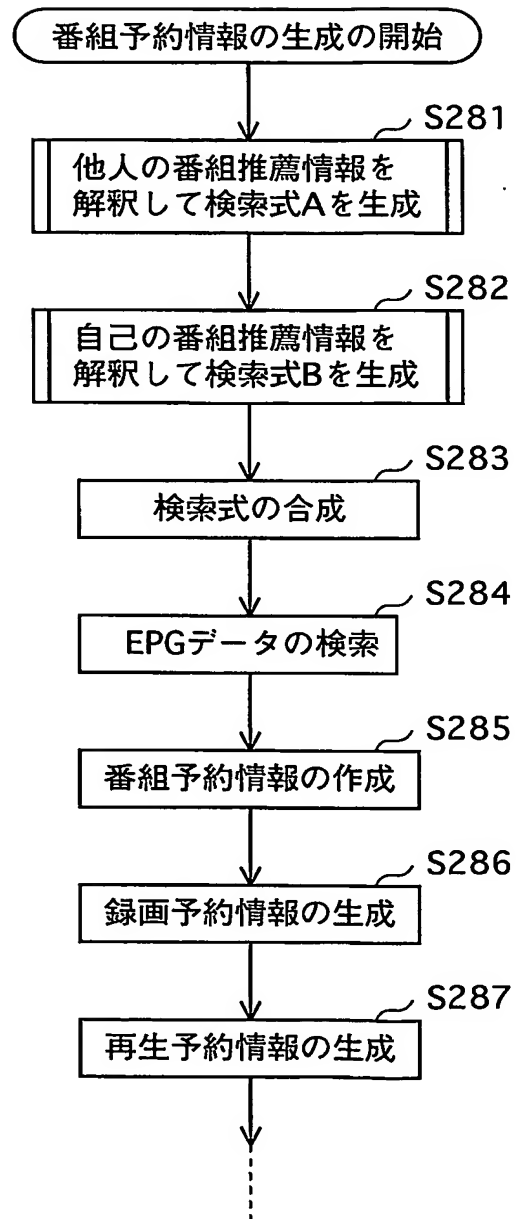 番組予約情報の生成の開始
S281
他人の番組推薦情報を
解釈して検索式Aを生成
S282
自己の番組推薦情報を
解釈して検索式Bを生成
S283
検索式の合成
S284
EPGデータの検索
S285
番組予約情報の作成
S286
録画予約情報の生成
S287
再生予約情報の生成